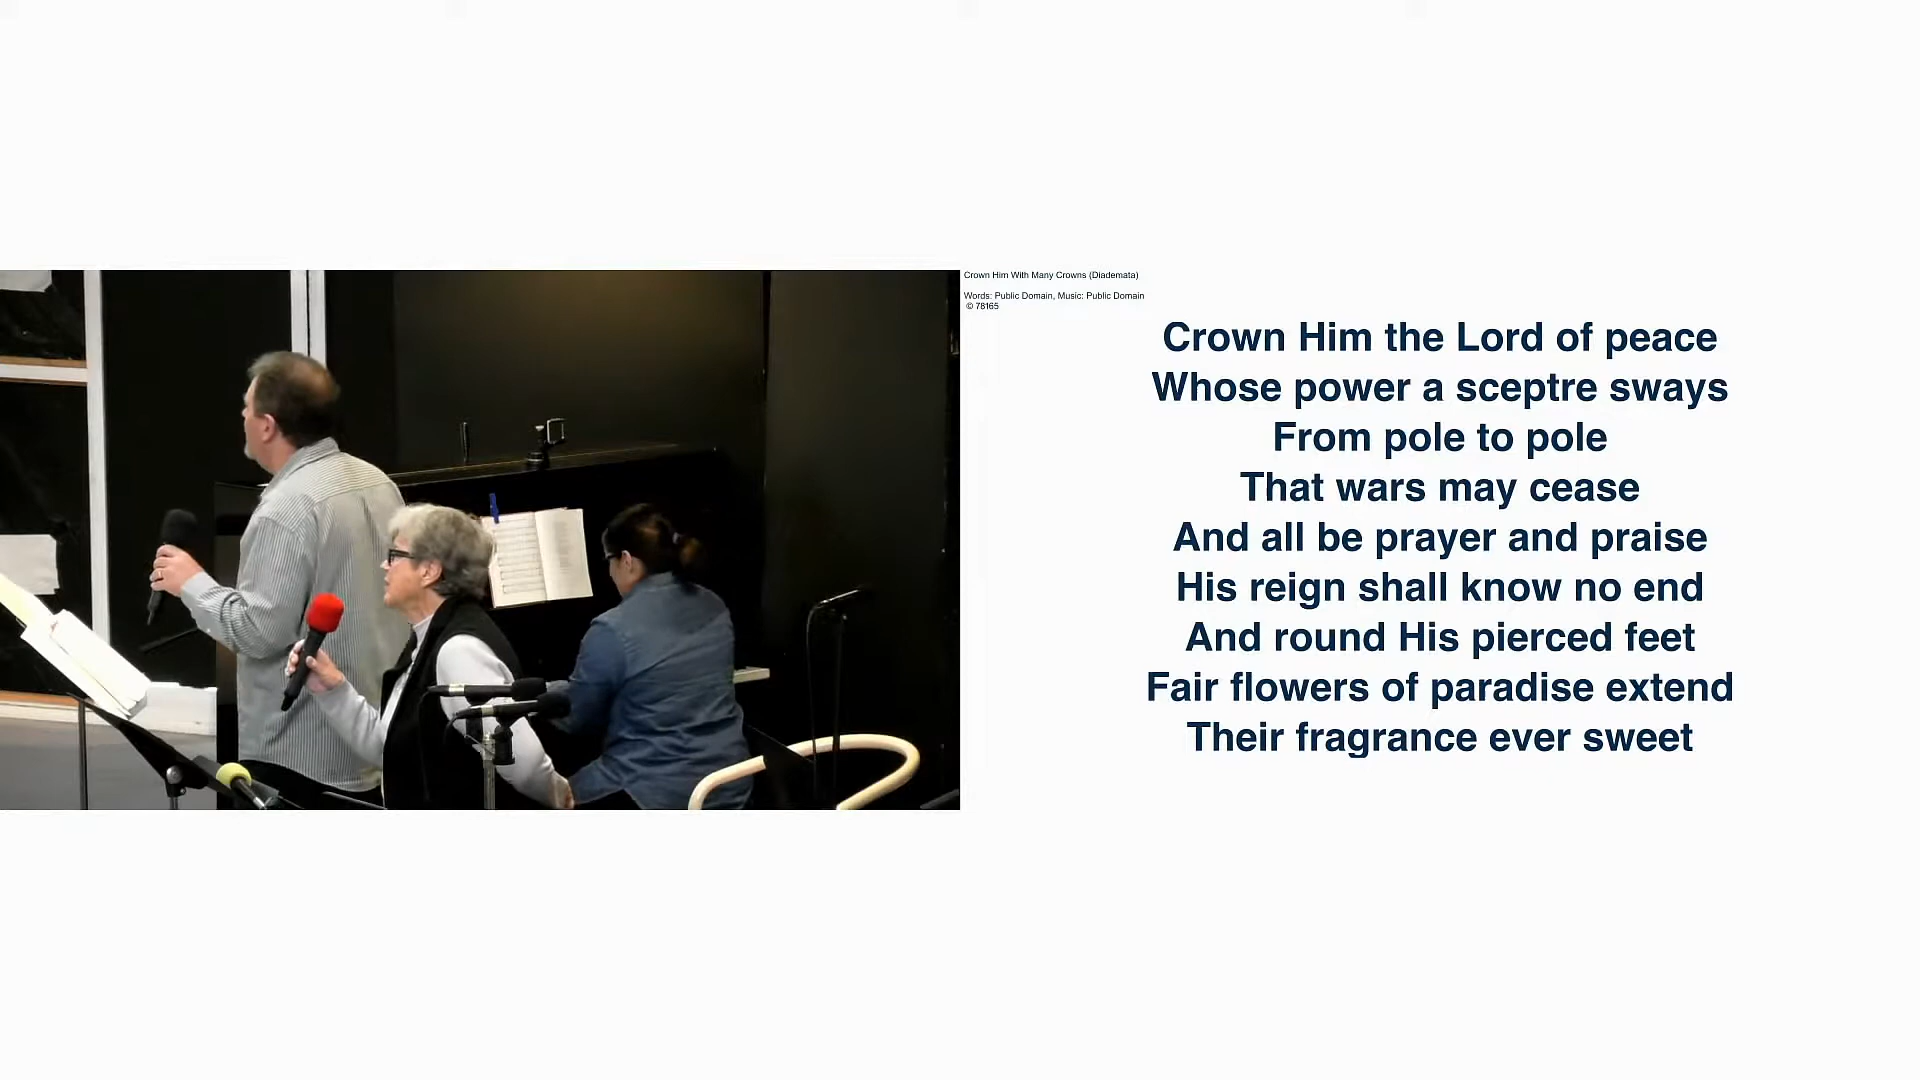 Crown Him With Many Crowns (Diademata)
Words: Public Domain, Music: Public Domain
© 78165
Crown Him the Lord of peace
Whose power a sceptre sways
From pole to pole
That wars may cease
And all be prayer and praise
His reign shall know no end
And round His pierced feet
Fair flowers of paradise extend
Their fragrance ever sweet